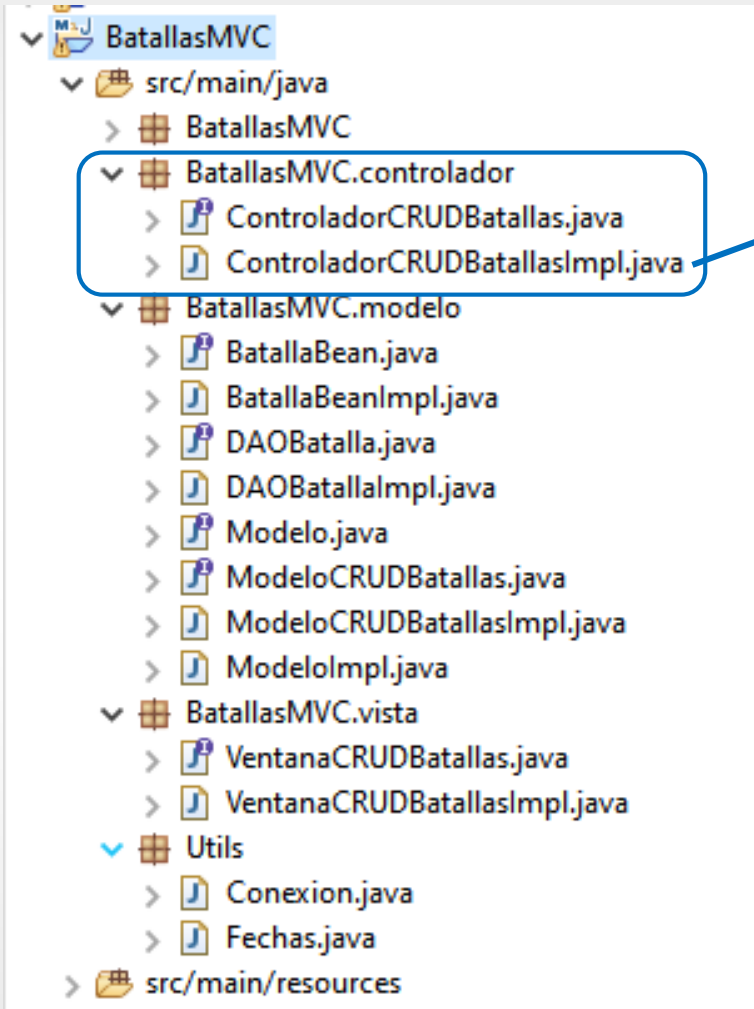 BatallasMVC
src/main/java
BatallasMVC
BatallasMVC.controlador
ControladorCRUDBatallas.java
ControladorCRUDBatallasImpl.java
BatallasMVC.modelo
BatallaBean.java
BatallaBeanImpl.java
DAOBatalla.java
DAOBatallaImpl.java
Modelo.java
ModeloCRUDBatallas.java
ModeloCRUDBatallasImpl.java
ModeloImpl.java
BatallasMVC.vista
VentanaCRUDBatallas.java
VentanaCRUDBatallasImpl.java
Utils
Conexion.java
Fechas.java
src/main/resources